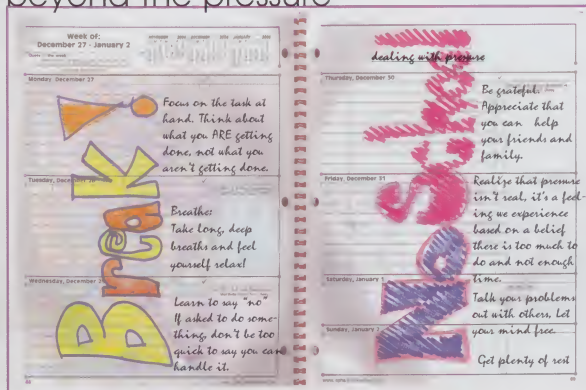 beyond the pressure
Week of:
December 27 - January 2
Monday, December 27
Focus on the task at
hand. Think about
what you ARE getting
done, not what you
aren't getting done.
Tuesday, December 28
Breathe:
Take long, deep
breaths and feel
yourself relax!
Wednesday, December 29
Learn to say "no"
If asked to do some-
thing, don't be too
quick to say you can
handle it.
Break!
dealing with pressure
Thursday, December 30
Be grateful:
Appreciate that
you can help
your friends and
family.
Friday, December 31
Realize that pressure
isn't real, it's a feel-
ing we experience
based on a belief
there is too much to
do and not enough
time.
Saturday, January 1
Talk your problems
out with others, Let
your mind free.
Sunday, January 2
Get plenty of rest
No School!